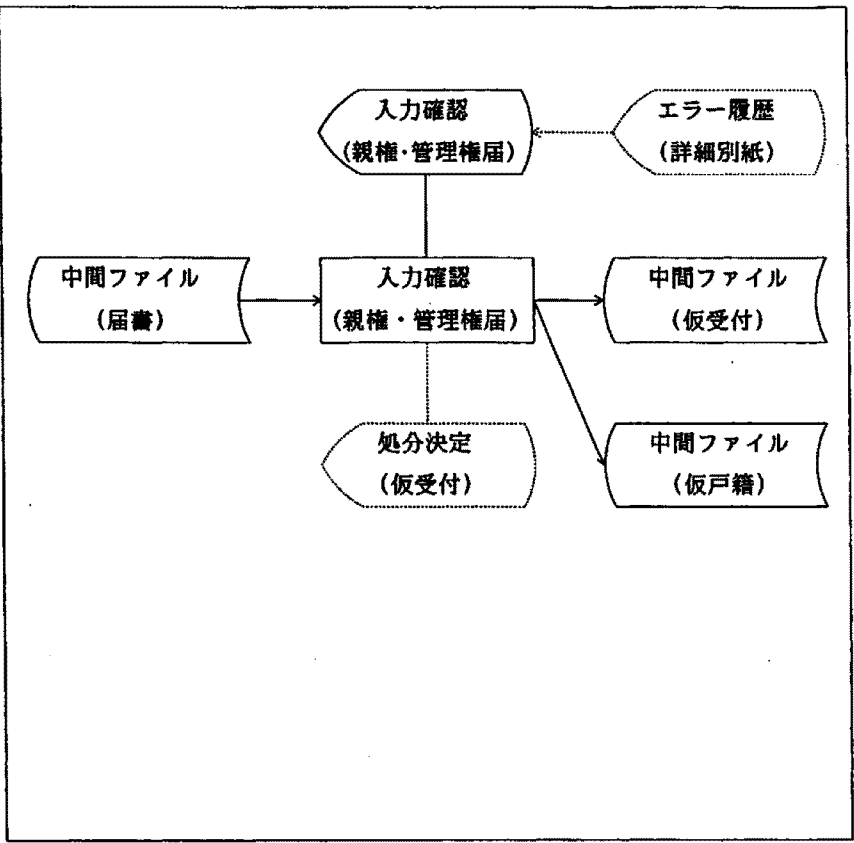 入力確認
(親権・管理権届)
エラー履歴
(詳細別紙)
中間ファイル
(届書)
入力確認
(親権・管理権届)
中間ファイル
(仮受付)
処分決定
(仮受付)
中間ファイル
(仮戸籍)